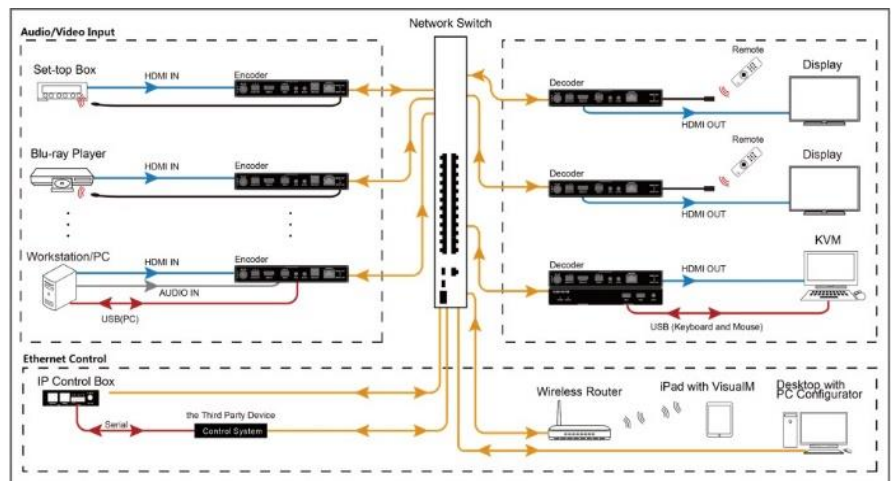 Network Switch
Audio/Video Input
Set-top Box
HDMI IN
Encoder
Blu-ray Player
HDMI IN
Encoder
Workstation/PC
HDMI IN
Encoder
AUDIO IN
USB(PC)
Decoder
Remote
Display
HDMI OUT
Decoder
Remote
Display
HDMI OUT
KVM
Decoder
HDMI OUT
USB (Keyboard and Mouse)
Ethernet Control
IP Control Box
Serial
the Third Party Device
Control System
Wireless Router
iPad with VisualM
Desktop with
PC Configurator